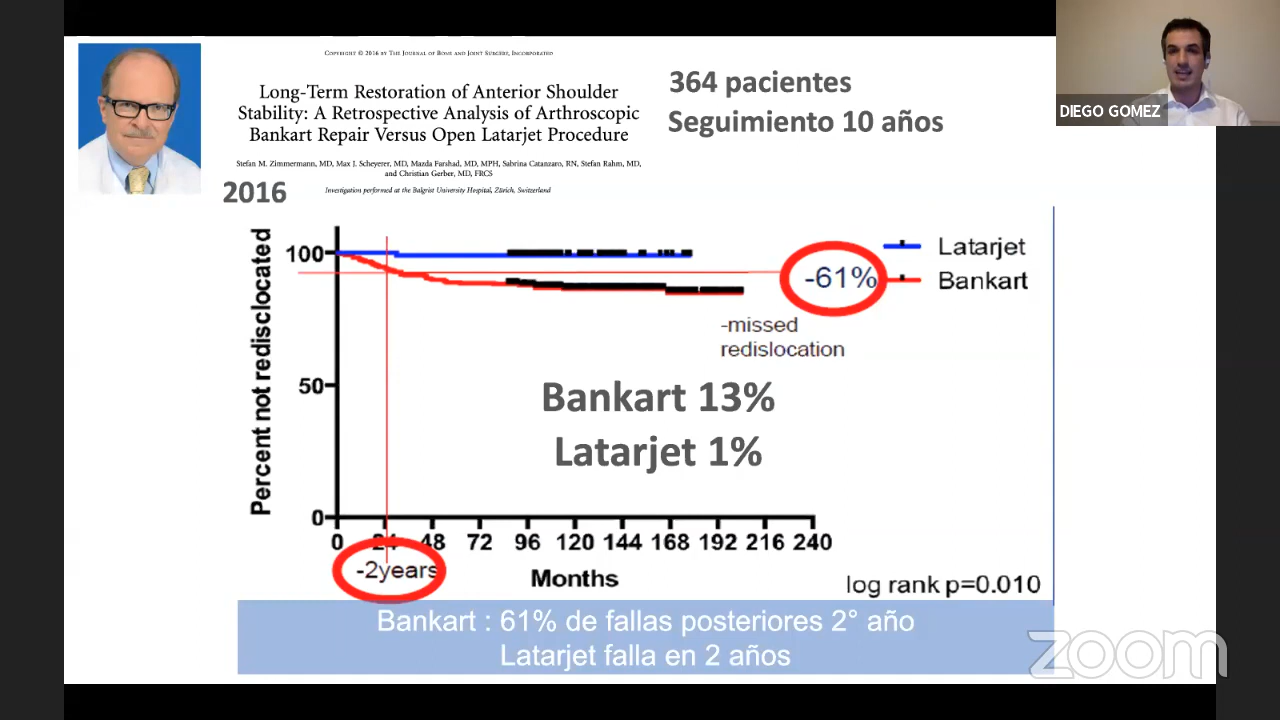 COPYRIGHT © 2016 BY THE JOURNAL OF BONE AND JOINT SURGERY, INCORPORATED
Long-Term Restoration of Anterior Shoulder
Stability: A Retrospective Analysis of Arthroscopic
Bankart Repair Versus Open Latarjet Procedure
Stefan M. Zimmermann, MD, Max J. Scheyerer, MD, Mazda Farshad, MD, MPH, Sabrina Catanzaro, RN, Stefan Rahm, MD,
and Christian Gerber, MD, FRCS
Investigation performed at the Balgrist University Hospital, Zürich, Switzerland
2016
364 pacientes
Seguimiento 10 años
DIEGO GOMEZ
Percent not redisclocated
100
50
0
Latarjet
Bankart
-61%
-missed
redislocation
Bankart 13%
Latarjet 1%
0 24 48 72 96 120 144 168 192 216 240
-2years
Months
log rank p=0.010
Bankart : 61% de fallas posteriores 2° año
Latarjet falla en 2 años
zoom